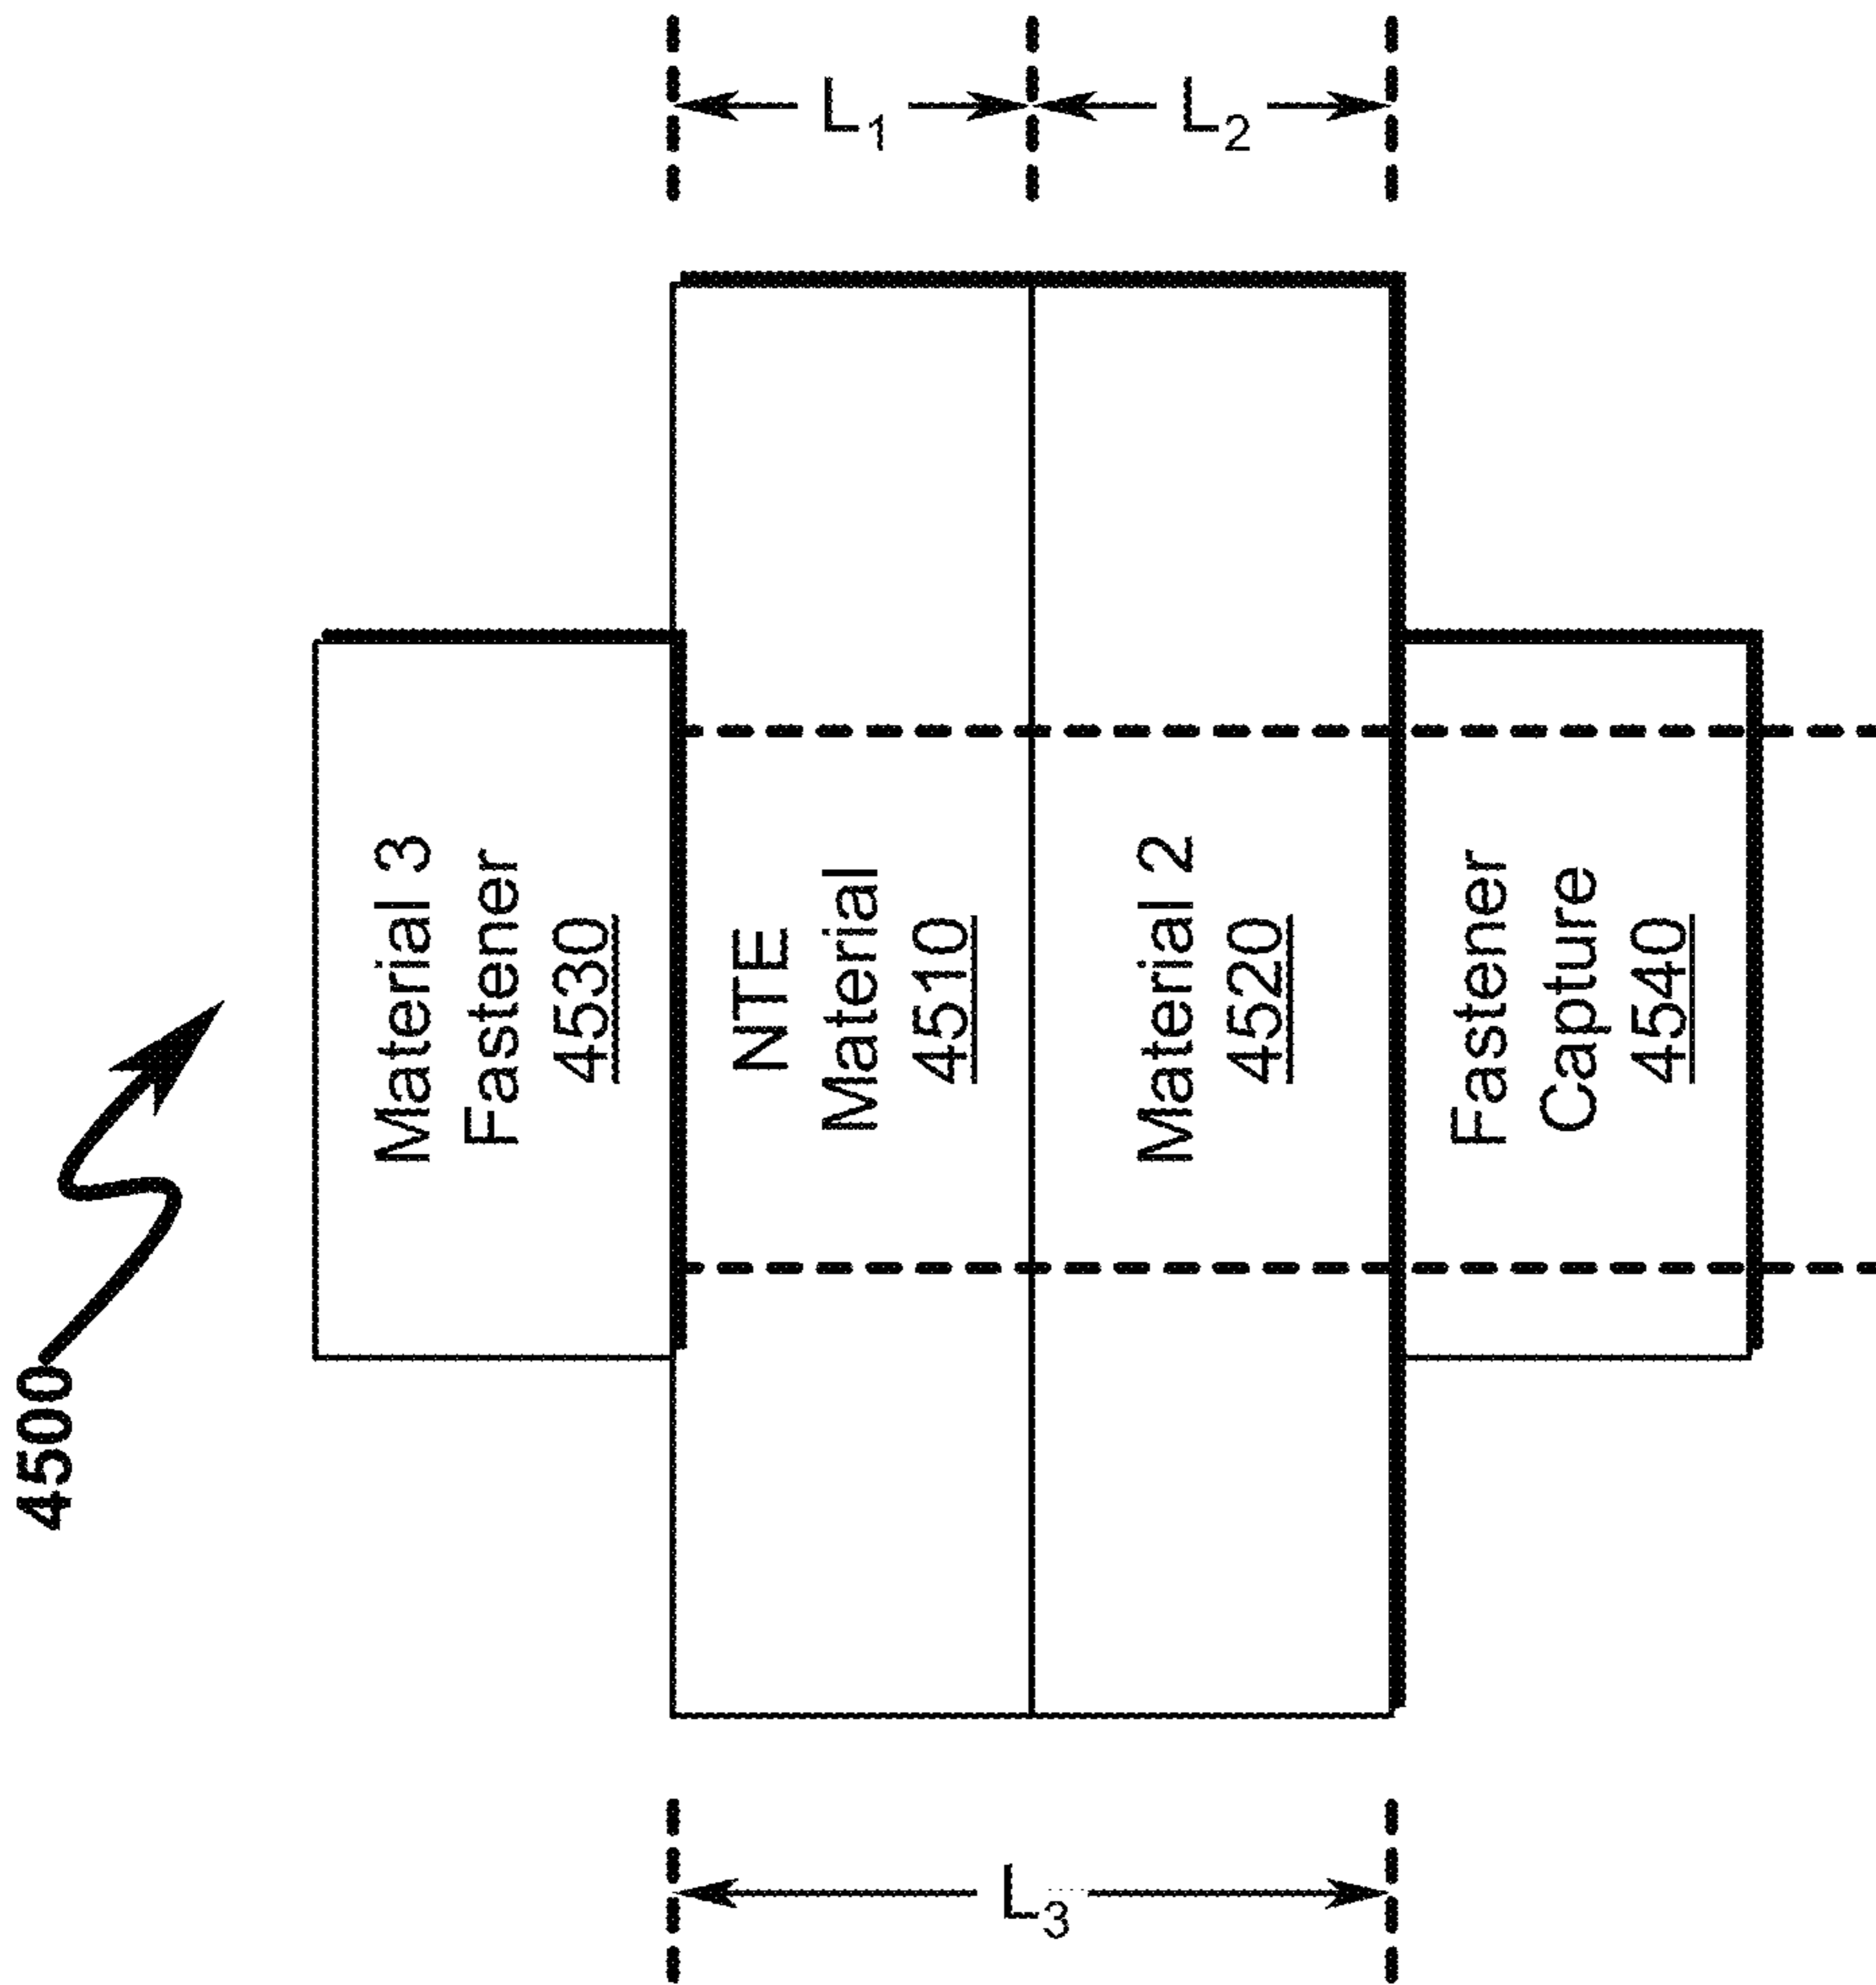 4500
Material 3
Fastener
4530
NTE
Material
4510
Material 2
4520
Fastener
Capture
4540
L1
L2
L3